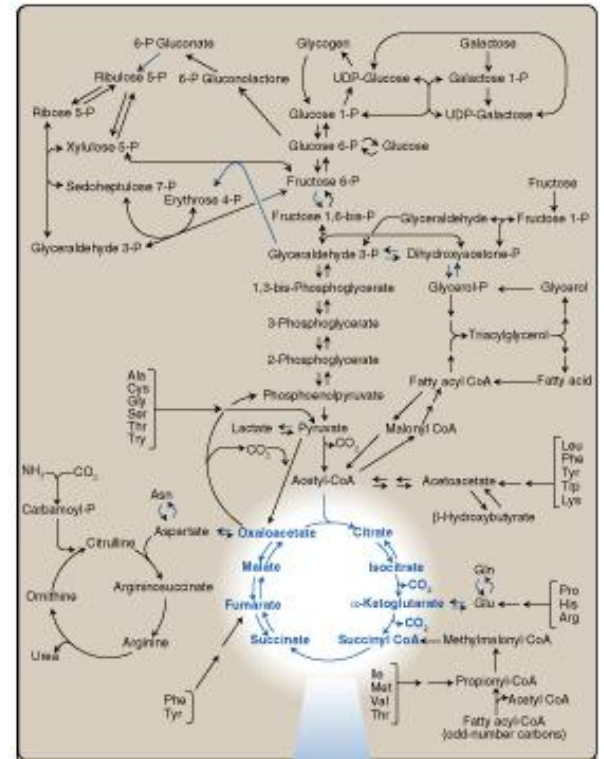 6-P Gluconate
Ribulose 5-P
6-P Gluconolactone
Ribose 5-P
Xylulose 5-P
Sedoheptulose 7-P
Erythrose 4-P
Glyceraldehyde 3-P
Glycogen
UDP-Glucose
Galactose
Galactose 1-P
UDP-Galactose
Glucose 1-P
Glucose 6-P
Glucose
Fructose 6-P
Fructose 1,6-bis-P
Fructose
Glyceraldehyde
Fructose 1-P
Glyceraldehyde 3-P
Dihydroxyacetone-P
1,3-bis-Phosphoglycerate
Glycerol-P
Glycerol
3-Phosphoglycerate
Triacylglycerol
2-Phosphoglycerate
Fatty acyl CoA
Fatty acid
Ala
Cys
Gly
Ser
Thr
Try
Phosphoenolpyruvate
Lactate
Pyruvate
CO2
CO2
Malonyl CoA
Acetyl-CoA
Acetoacetate
β-Hydroxybutyrate
Leu
Phe
Tyr
Trp
Lys
NH3
CO2
Carbamoyl-P
Asn
Aspartate
Citrulline
Argininosuccinate
Ornithine
Arginine
Urea
Oxaloacetate
Citrate
Malate
Isocitrate
CO2
Fumarate
α-Ketoglutarate
CO2
Succinate
Succinyl CoA
Gln
Glu
Pro
His
Arg
Methylmalonyl CoA
Phe
Tyr
Ile
Met
Val
Thr
Propionyl-CoA
Acetyl CoA
Fatty acyl-CoA
(odd-number carbons)